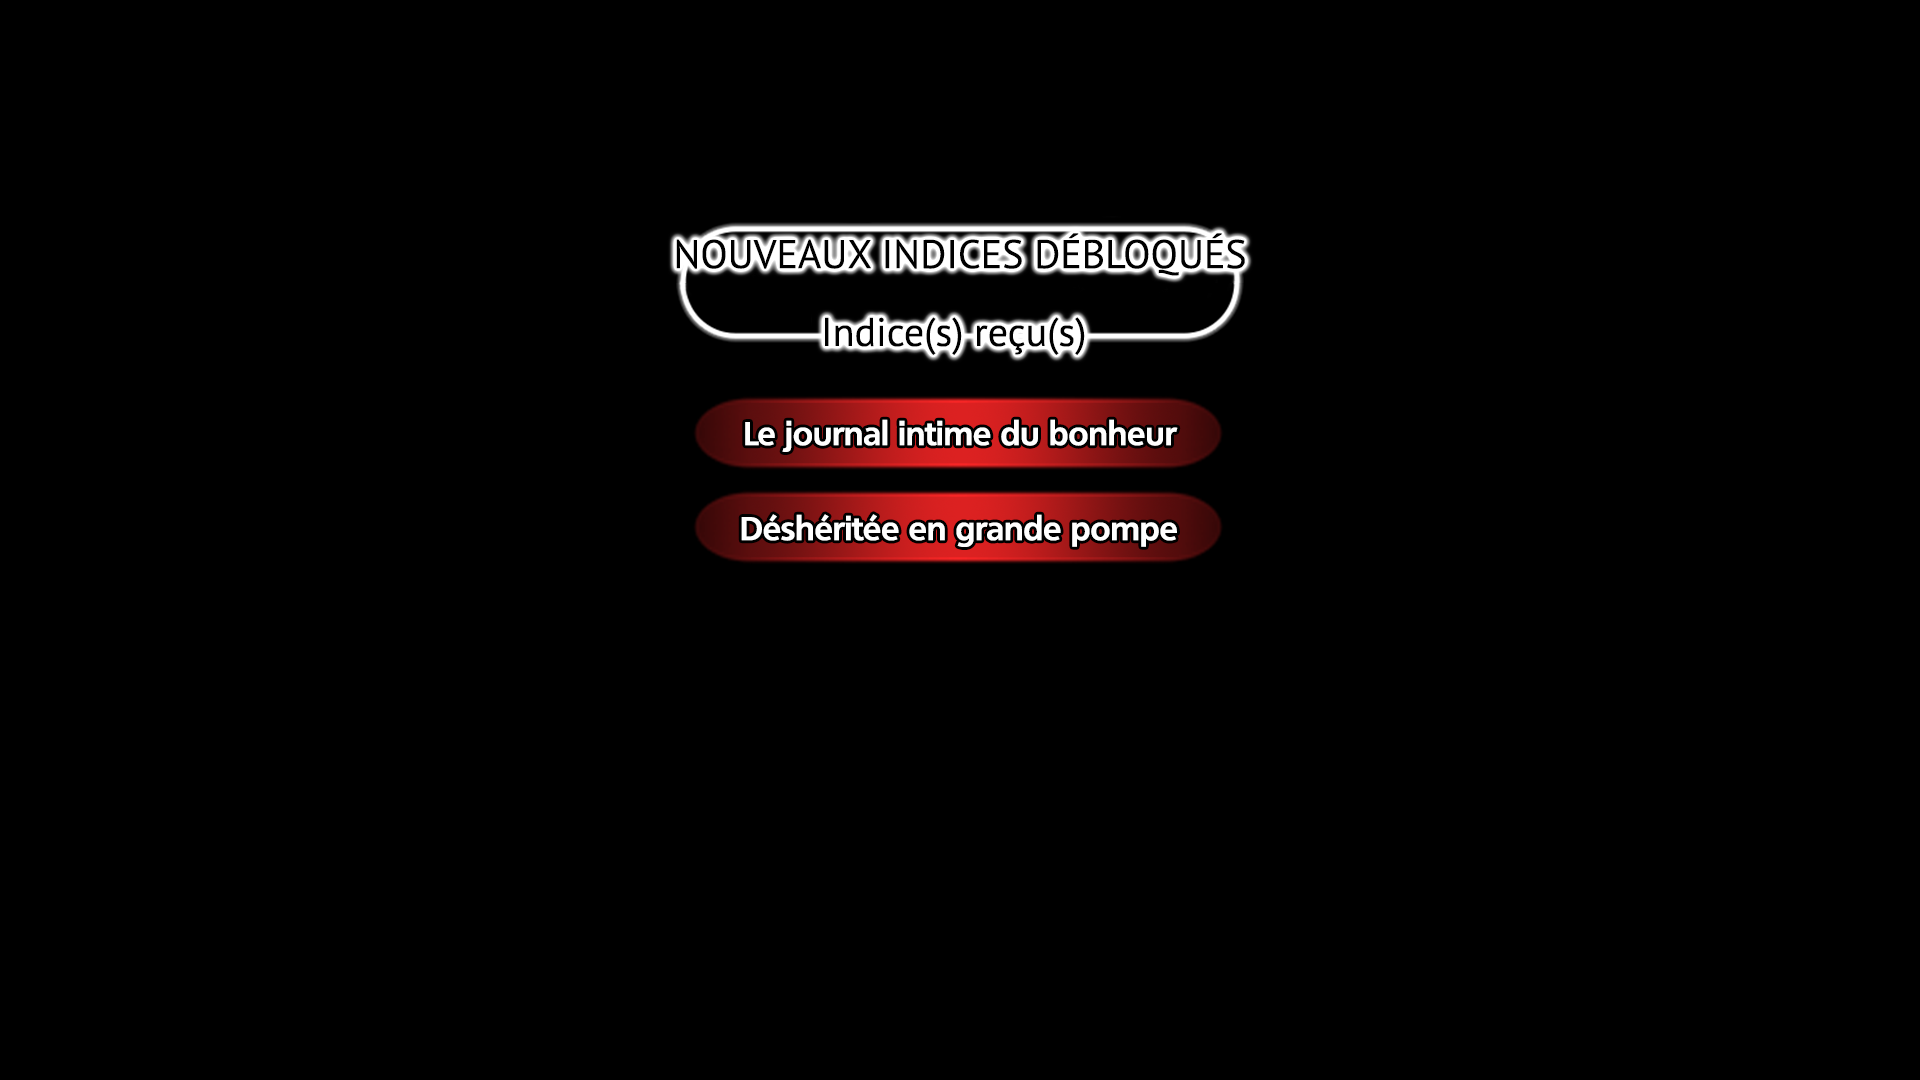 NOUVEAUX INDICES DÉBLOQUÉS
Indice(s) reçu(s)
Le journal intime du bonheur
Déshéritée en grande pompe